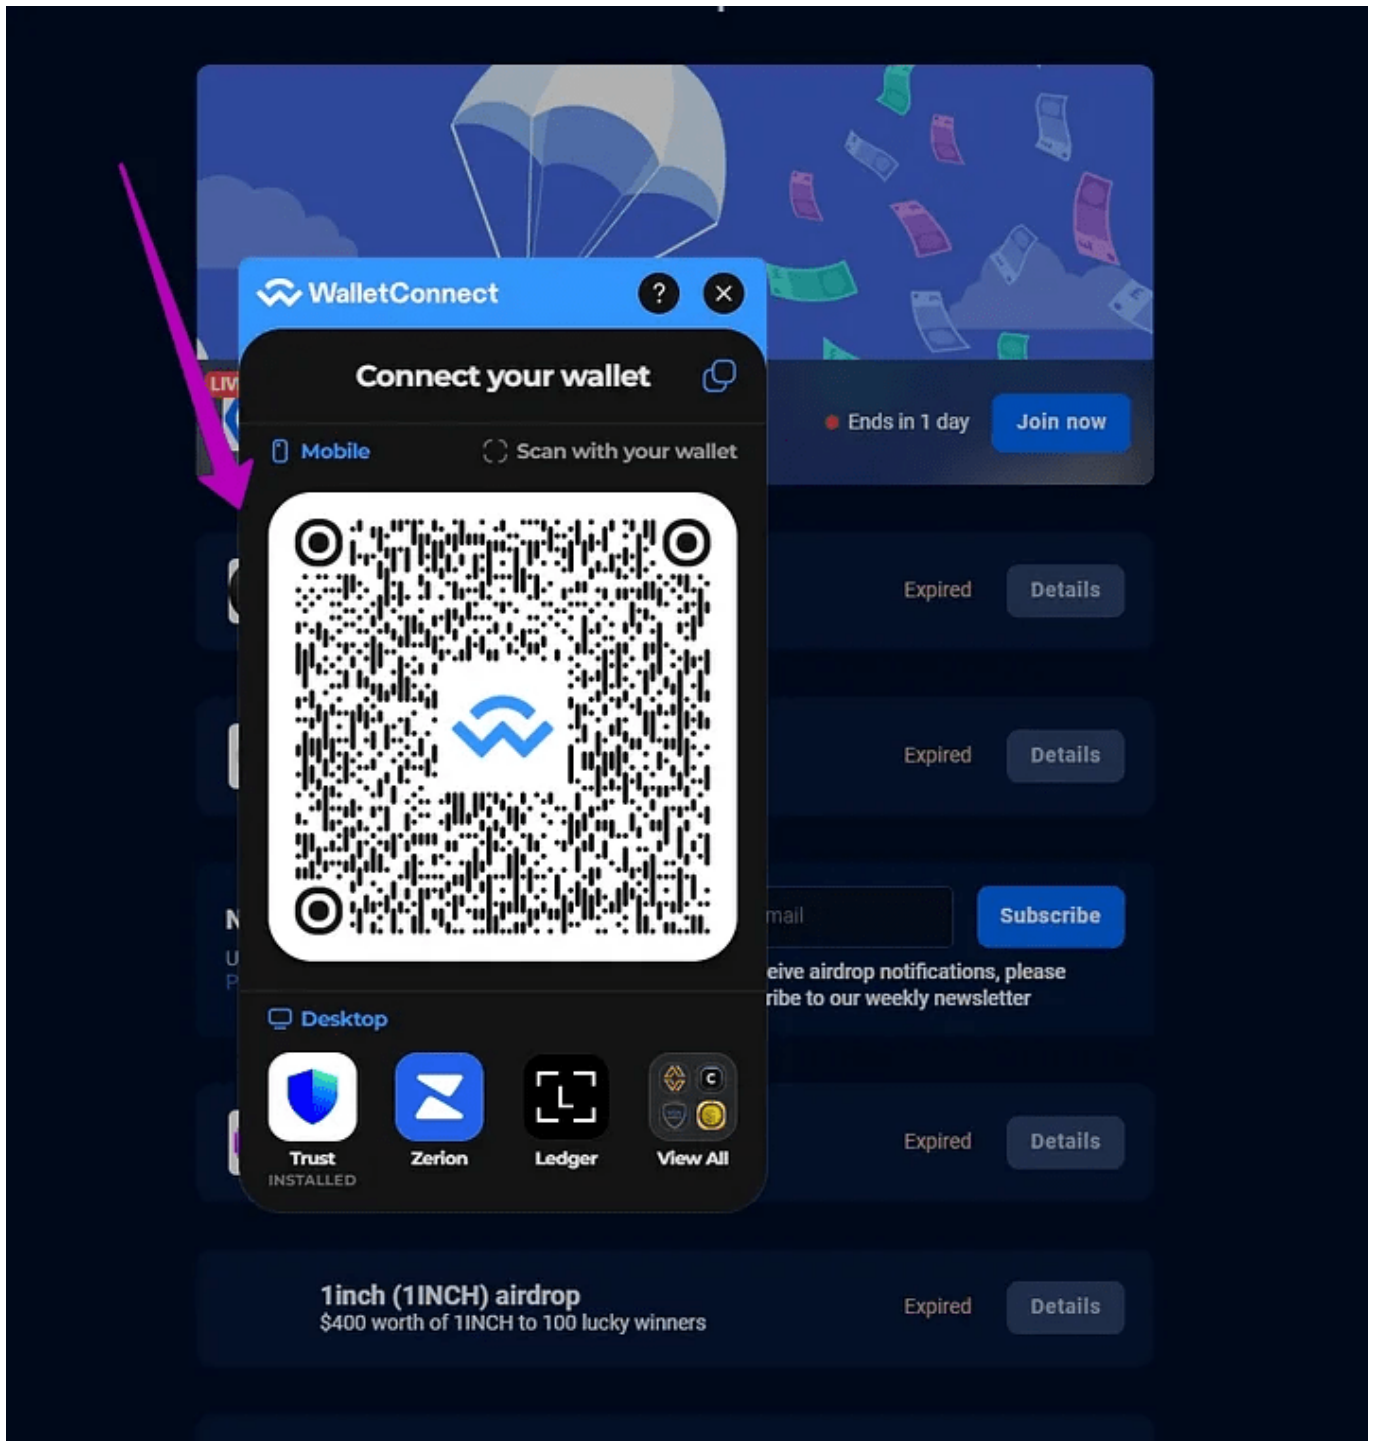 WalletConnect
?
Connect your wallet
LIV
Ends in 1 day
Join now
Mobile
Scan with your wallet
Expired
Details
Expired
Details
N
mail
Subscribe
U
P
eive airdrop notifications, please
ribe to our weekly newsletter
Desktop
Trust
INSTALLED
Zerion
Ledger
View All
Expired
Details
1inch (1INCH) airdrop
$400 worth of 1INCH to 100 lucky winners
Expired
Details